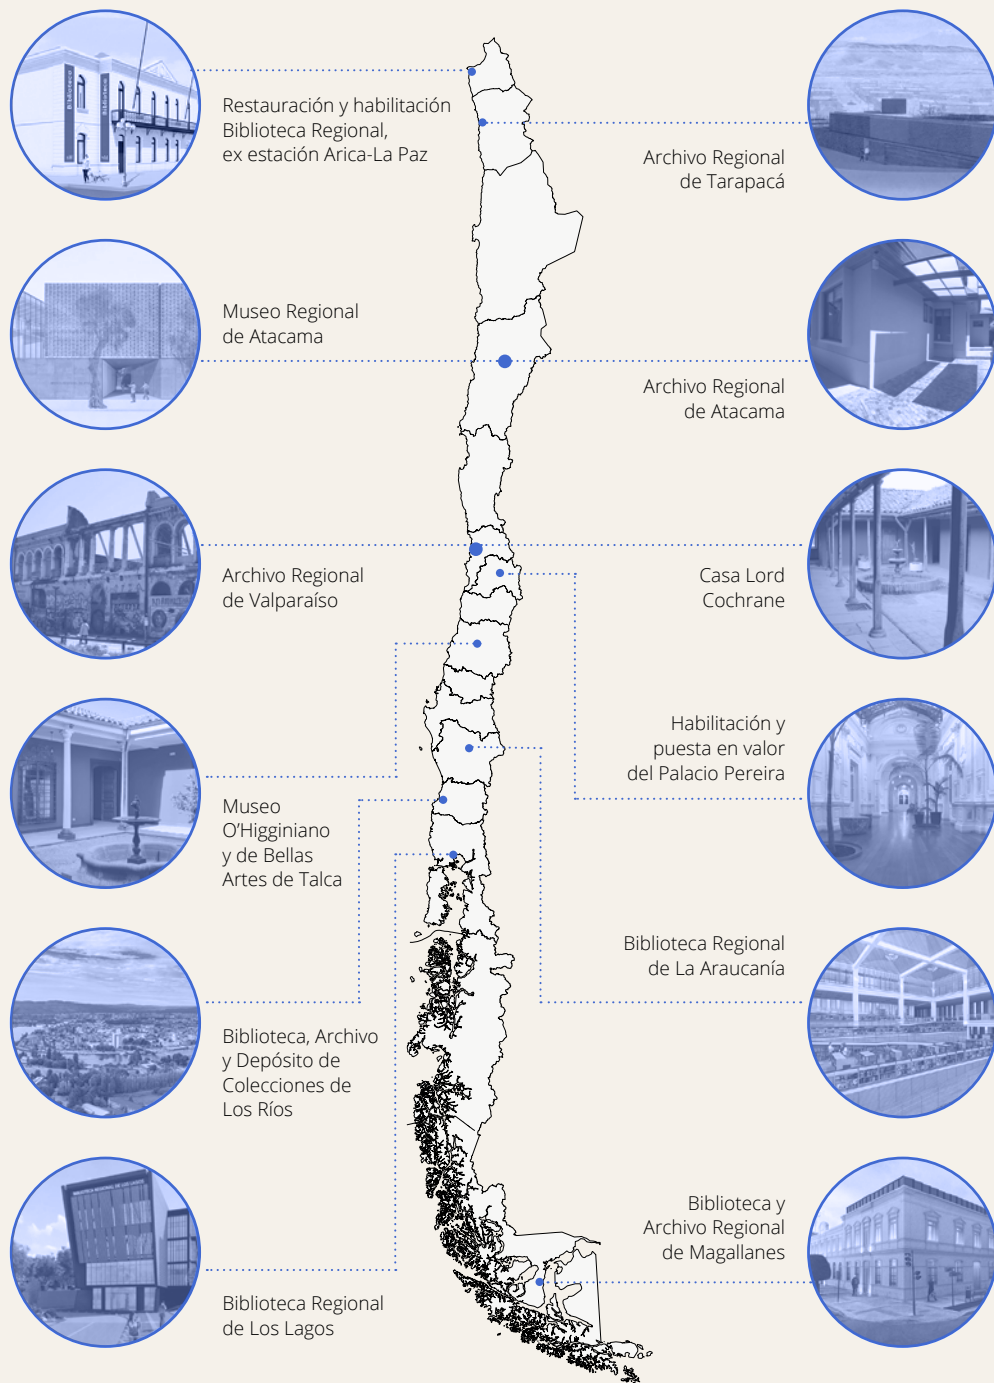 Biblioteca
Biblioteca
Restauración y habilitación
Biblioteca Regional,
ex estación Arica-La Paz
Archivo Regional
de Tarapacá
Museo Regional
de Atacama
Archivo Regional
de Atacama
Archivo Regional
de Valparaíso
Casa Lord
Cochrane
Museo
O'Higginiano
y de Bellas
Artes de Talca
Habilitación y
puesta en valor
del Palacio Pereira
Biblioteca, Archivo
y Depósito de
Colecciones de
Los Ríos
Biblioteca Regional
de La Araucanía
Biblioteca Regional
de Los Lagos
Biblioteca y
Archivo Regional
de Magallanes